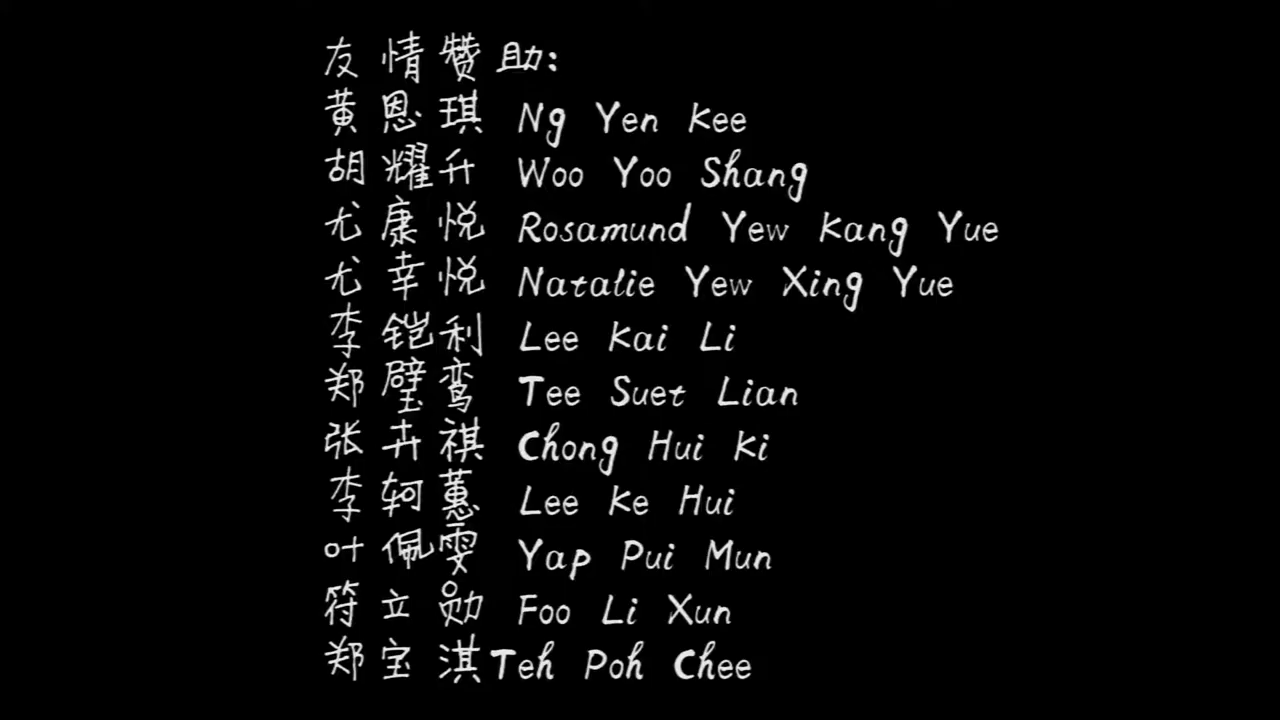 友情赞助:
黄恩琪 Ng Yen Kee
胡耀升 Woo Yoo Shang
尤康悦 Rosamund Yew Kang Yue
尤幸悦 Natalie Yew Xing Yue
李铠利 Lee Kai Li
郑璧鸾 Tee Suet Lian
张卉祺 Chong Hui Ki
李轲蕙 Lee Ke Hui
叶佩雯 Yap Pui Mun
符立勋 Foo Li Xun
郑宝淇 Teh Poh Chee